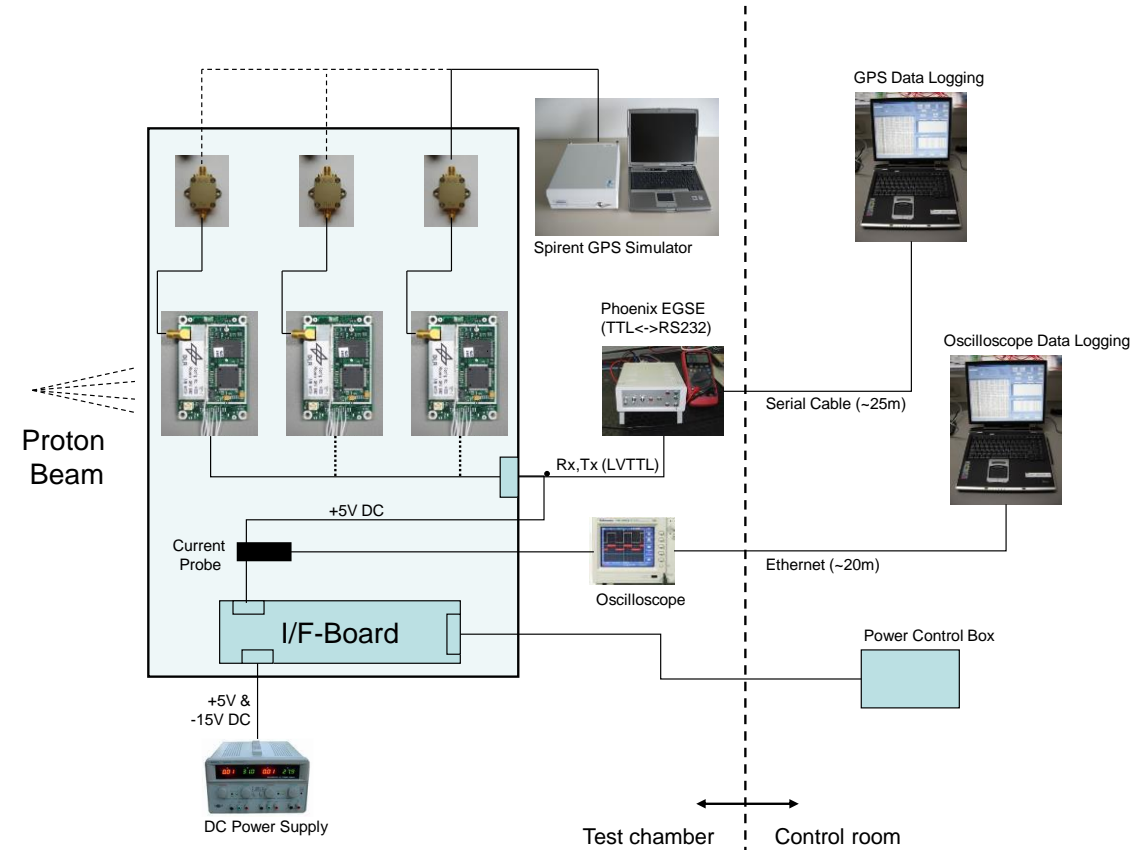 GPS Data Logging
Spirent GPS Simulator
Phoenix EGSE
(TTL<->RS232)
Oscilloscope Data Logging
Serial Cable (~25m)
Proton
Beam
Rx,Tx (LVTTL)
+5V DC
Current
Probe
Ethernet (~20m)
Oscilloscope
I/F-Board
Power Control Box
+5V &
-15V DC
DC Power Supply
Test chamber
Control room